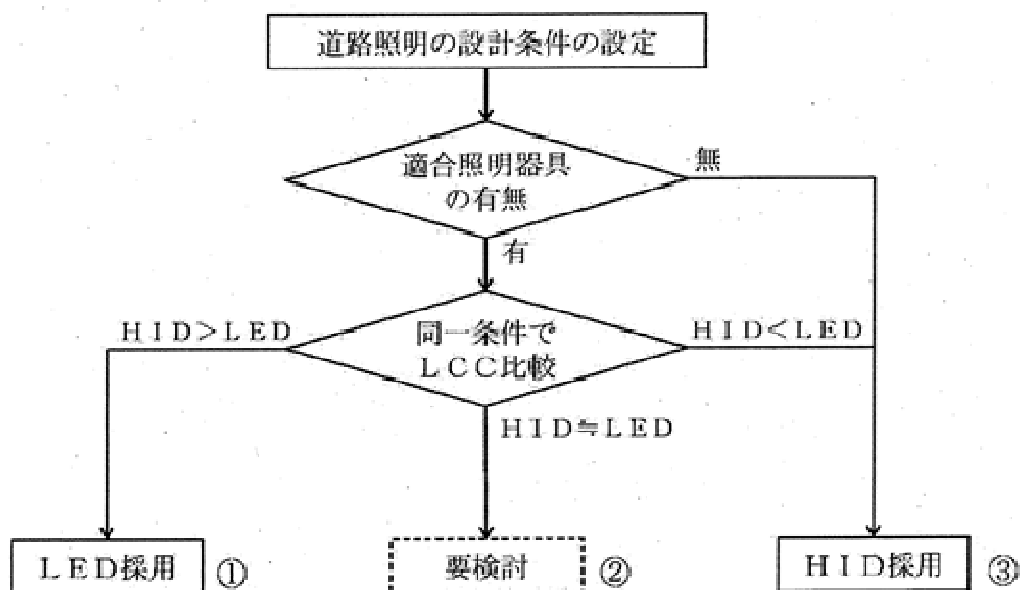 道路照明の設計条件の設定
適合照明器具
の有無
無
有
HID>LED
同一条件で
LCC比較
HID<LED
HID≒LED
LED採用 ①
要検討 ②
HID採用 ③